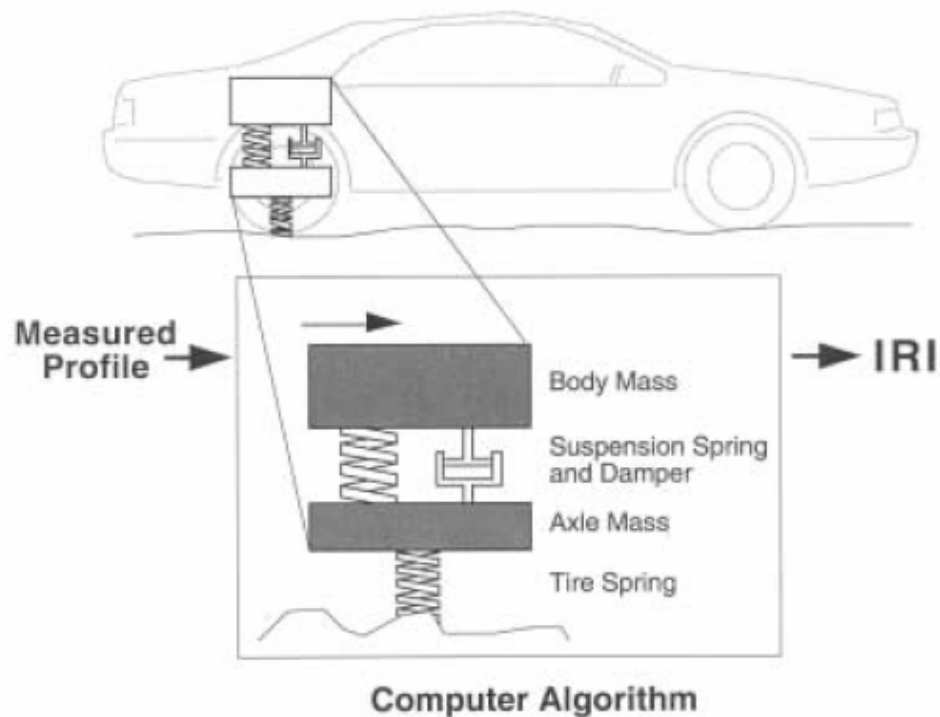 Measured
Profile
IRI
Body Mass
Suspension Spring
and Damper
Axle Mass
Tire Spring
Computer Algorithm